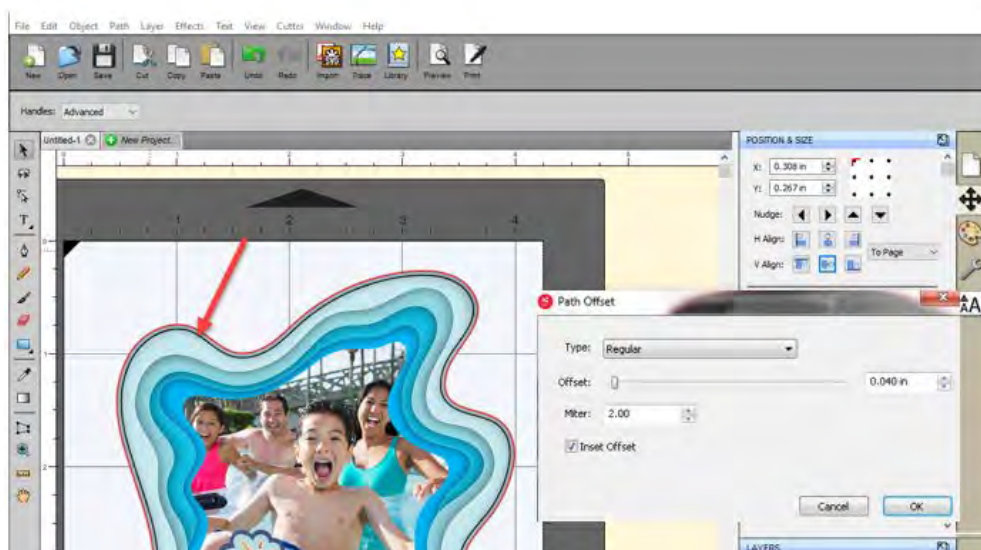 File Edit Object Path Layer Effects Text View Cutter Window Help
New Open Save Cut Copy Paste Undo Redo Import Trace Library Preview Print
Handles: Advanced
Untitled-1 New Project.
POSITION & SIZE
X: 0.308 in
Y: 0.267 in
Nudge:
H Align:
To Page
V Align:
1 2 3 4
0
1
2
Path Offset
AA
Type: Regular
Offset: 0.040 in
Miter: 2.00
Inset Offset
Cancel OK
LAYERS